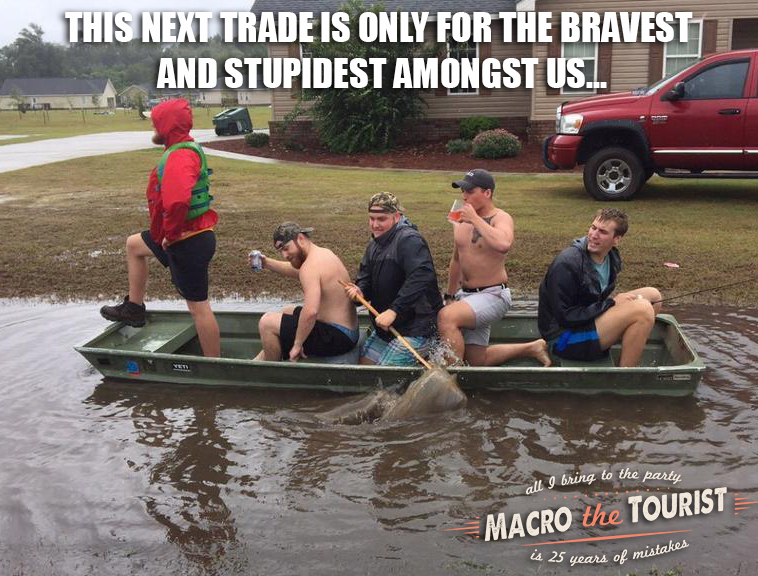 THIS NEXT TRADE IS ONLY FOR THE BRAVEST
AND STUPIDEST AMONGST US...
YETI
all I bring to the party
MACRO the TOURIST
is 25 years of mistakes